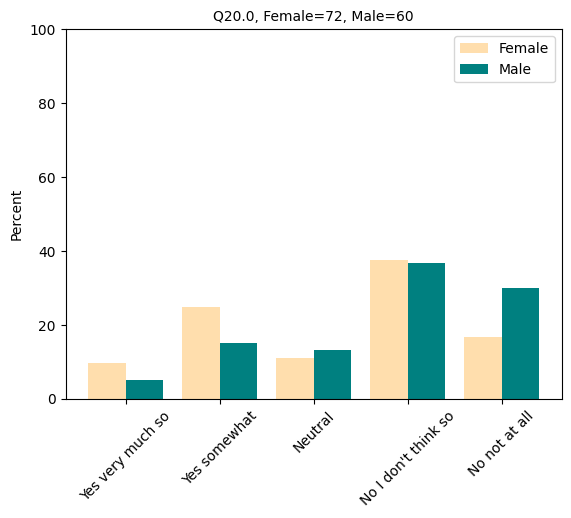 Q20.0, Female=72, Male=60
Female
Male
Percent
100
80
60
40
20
0
Yes very much so
Yes somewhat
Neutral
No I don't think so
No not at all